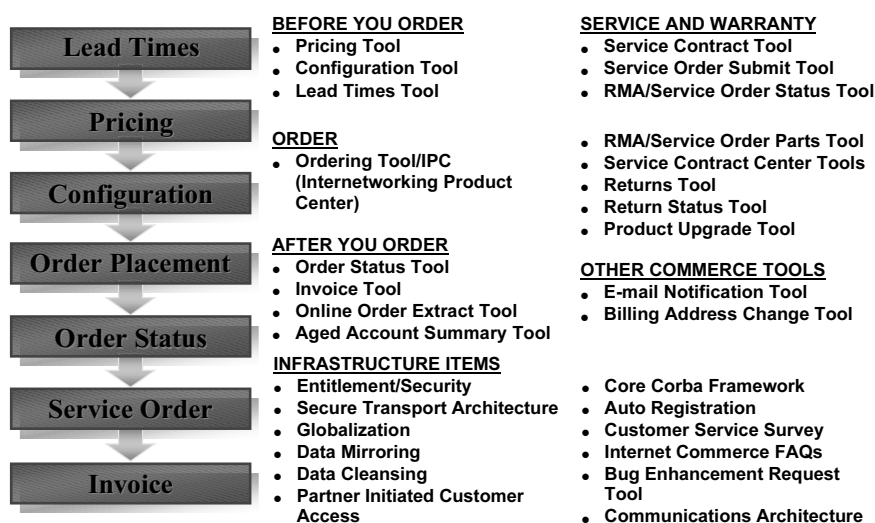 Lead Times
Pricing
Configuration
Order Placement
Order Status
Service Order
Invoice
BEFORE YOU ORDER
• Pricing Tool
• Configuration Tool
• Lead Times Tool
ORDER
• Ordering Tool/IPC
(Internetworking Product
Center)
AFTER YOU ORDER
• Order Status Tool
• Invoice Tool
• Online Order Extract Tool
• Aged Account Summary Tool
INFRASTRUCTURE ITEMS
• Entitlement/Security
• Secure Transport Architecture
• Globalization
• Data Mirroring
• Data Cleansing
• Partner Initiated Customer
Access
SERVICE AND WARRANTY
• Service Contract Tool
• Service Order Submit Tool
• RMA/Service Order Status Tool
• RMA/Service Order Parts Tool
• Service Contract Center Tools
• Returns Tool
• Return Status Tool
• Product Upgrade Tool
OTHER COMMERCE TOOLS
• E-mail Notification Tool
• Billing Address Change Tool
• Core Corba Framework
• Auto Registration
• Customer Service Survey
• Internet Commerce FAQs
• Bug Enhancement Request
Tool
• Communications Architecture